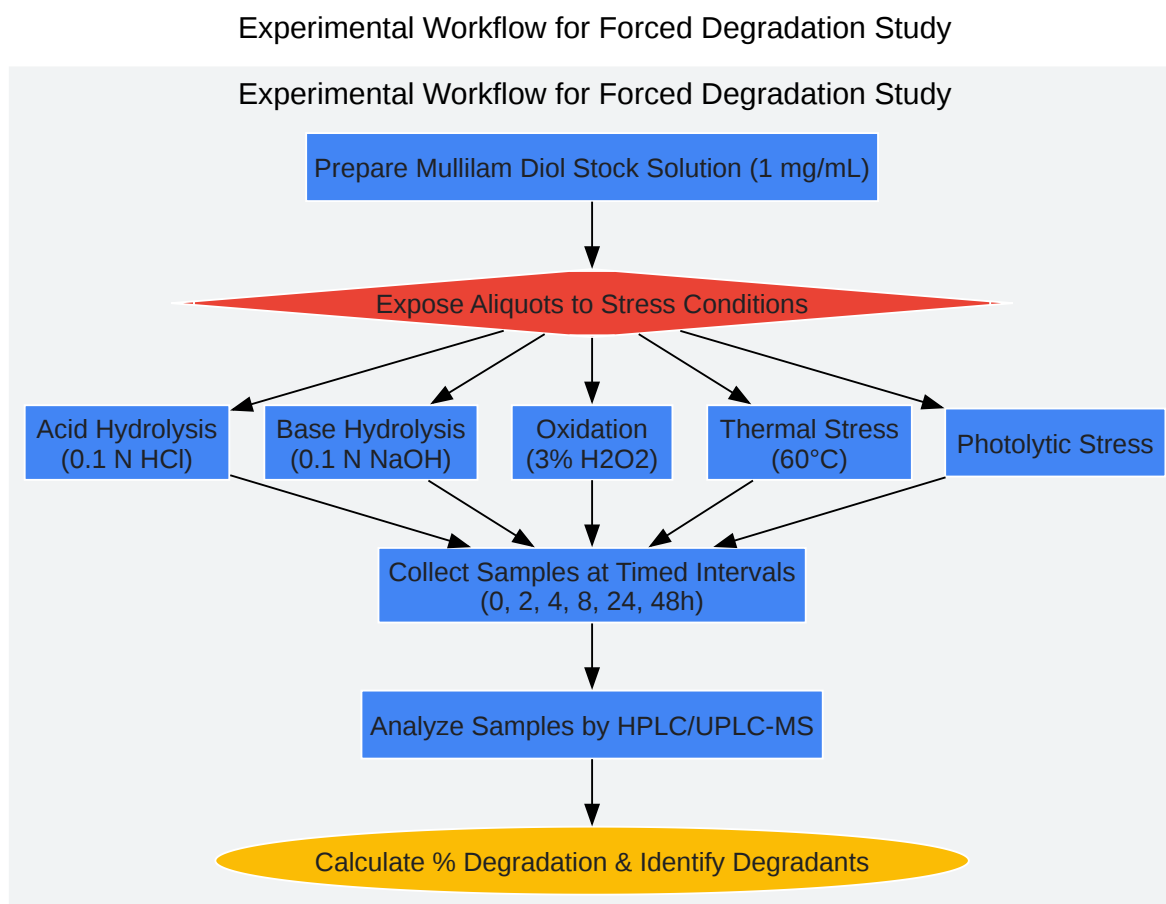 Experimental Workflow for Forced Degradation Study
Experimental Workflow for Forced Degradation Study
Prepare Mullilam Diol Stock Solution (1 mg/mL)
Expose Aliquots to Stress Conditions
Acid Hydrolysis
(0.1 N HCl)
Base Hydrolysis
(0.1 N NaOH)
Oxidation
(3% H2O2)
Thermal Stress
(60°C)
Photolytic Stress
Collect Samples at Timed Intervals
(0, 2, 4, 8, 24, 48h)
Analyze Samples by HPLC/UPLC-MS
Calculate % Degradation & Identify Degradants